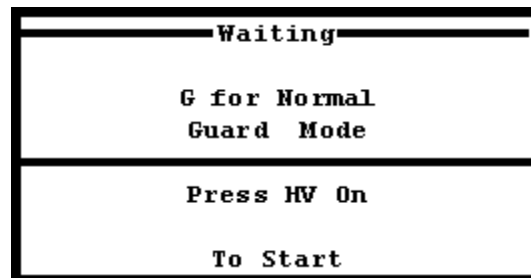 Waiting
G for Normal
Guard Mode
Press HV On
To Start